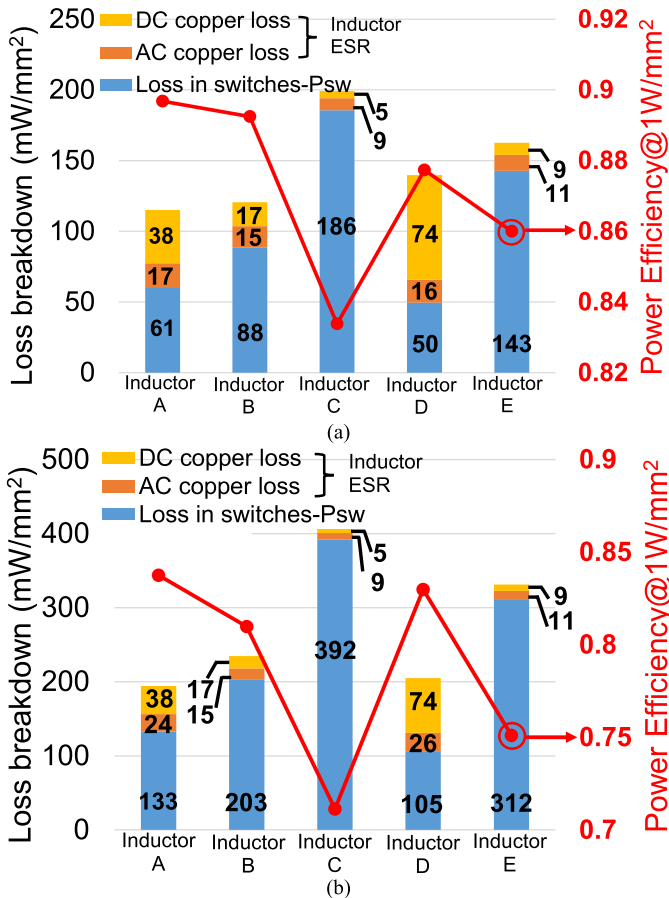 250
0.92
DC copper loss
Inductor
AC copper loss
ESR
Loss in switches-Psw
200
0.9
5
9
150
0.88
9
11
17
38
186
74
100
0.86
15
17
16
50
0.84
61
88
50
143
0
0.82
Loss breakdown (mW/mm²)
Power Efficiency@1W/mm²
Inductor A
Inductor B
Inductor C
Inductor D
Inductor E
(a)
500
0.9
DC copper loss
Inductor
AC copper loss
ESR
Loss in switches-Psw
400
0.85
5
9
9
11
300
392
0.8
200
17
15
38
24
74
26
0.75
100
133
203
105
312
0
0.7
Loss breakdown (mW/mm²)
Power Efficiency@1W/mm²
Inductor A
Inductor B
Inductor C
Inductor D
Inductor E
(b)